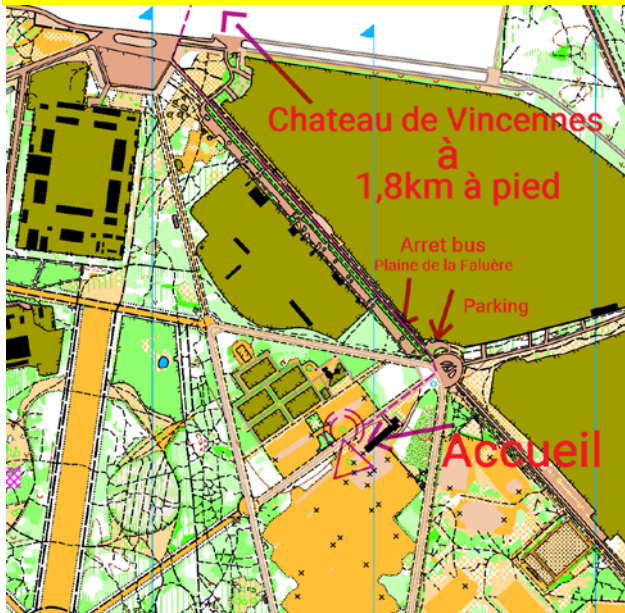 Chateau de Vincennes
à
1,8km à pied
Arret bus
Plaine de la Faluère
Parking
Accueil